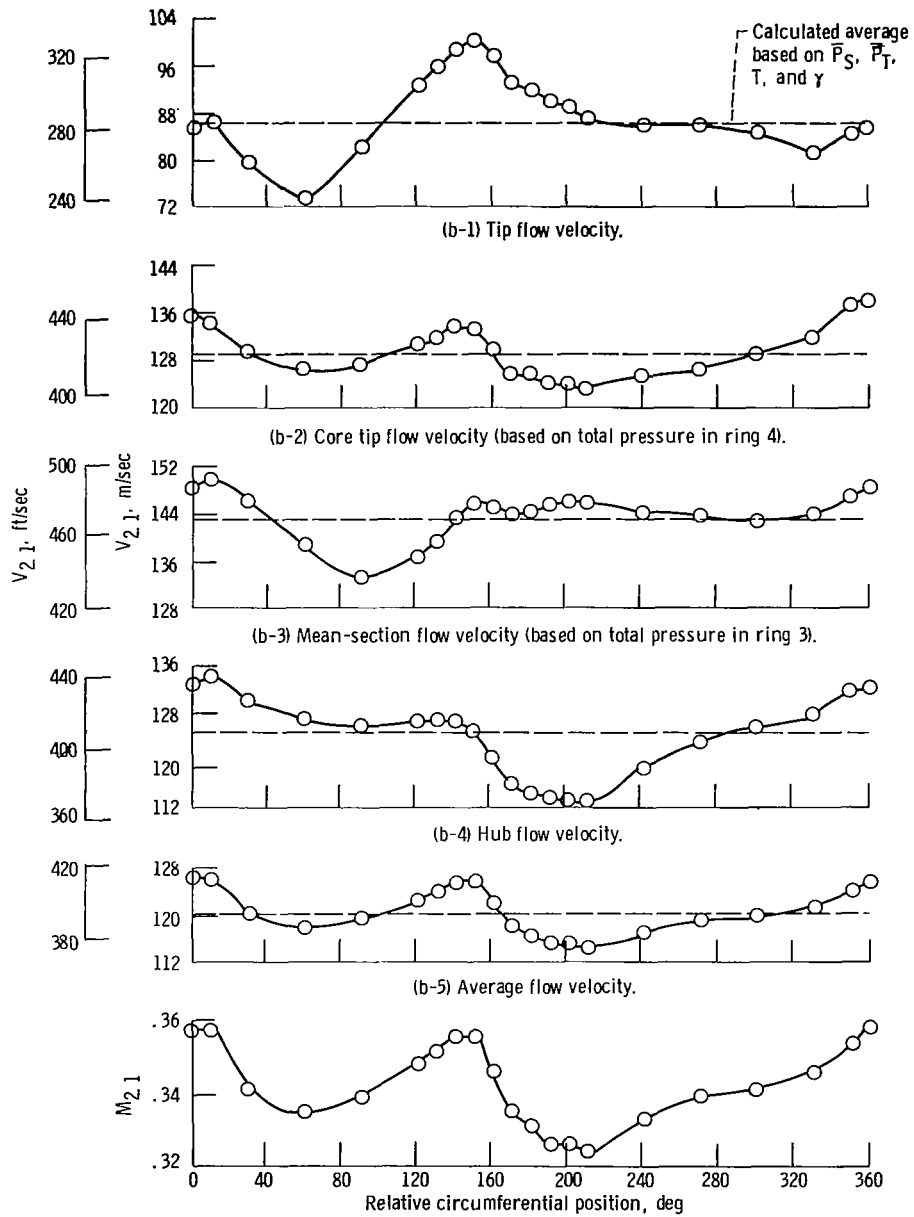 Calculated average
based on P̄S, P̄T,
T, and γ
320
280
240
104
96
88
80
72
(b-1) Tip flow velocity.
440
400
144
136
128
120
(b-2) Core tip flow velocity (based on total pressure in ring 4).
V2.1, ft/sec
500
460
420
V2.1, m/sec
152
144
136
128
(b-3) Mean-section flow velocity (based on total pressure in ring 3).
440
400
360
136
128
120
112
(b-4) Hub flow velocity.
420
380
128
120
112
(b-5) Average flow velocity.
M2.1
.36
.34
.32
0 40 80 120 160 200 240 280 320 360
Relative circumferential position, deg